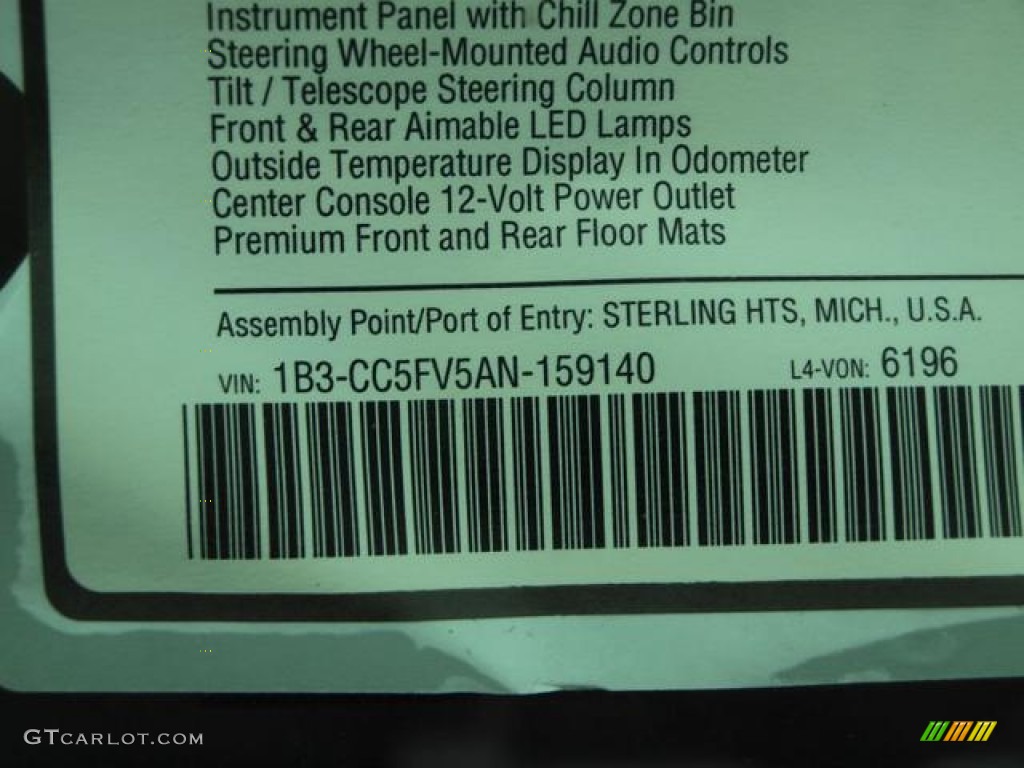 Instrument Panel with Chill Zone Bin
Steering Wheel-Mounted Audio Controls
Tilt / Telescope Steering Column
Front & Rear Aimable LED Lamps
Outside Temperature Display In Odometer
Center Console 12-Volt Power Outlet
Premium Front and Rear Floor Mats
Assembly Point/Port of Entry: STERLING HTS, MICH., U.S.A.
VIN: 1B3-CC5FV5AN-159140 L4-VON: 6196
GTCARLOT.COM